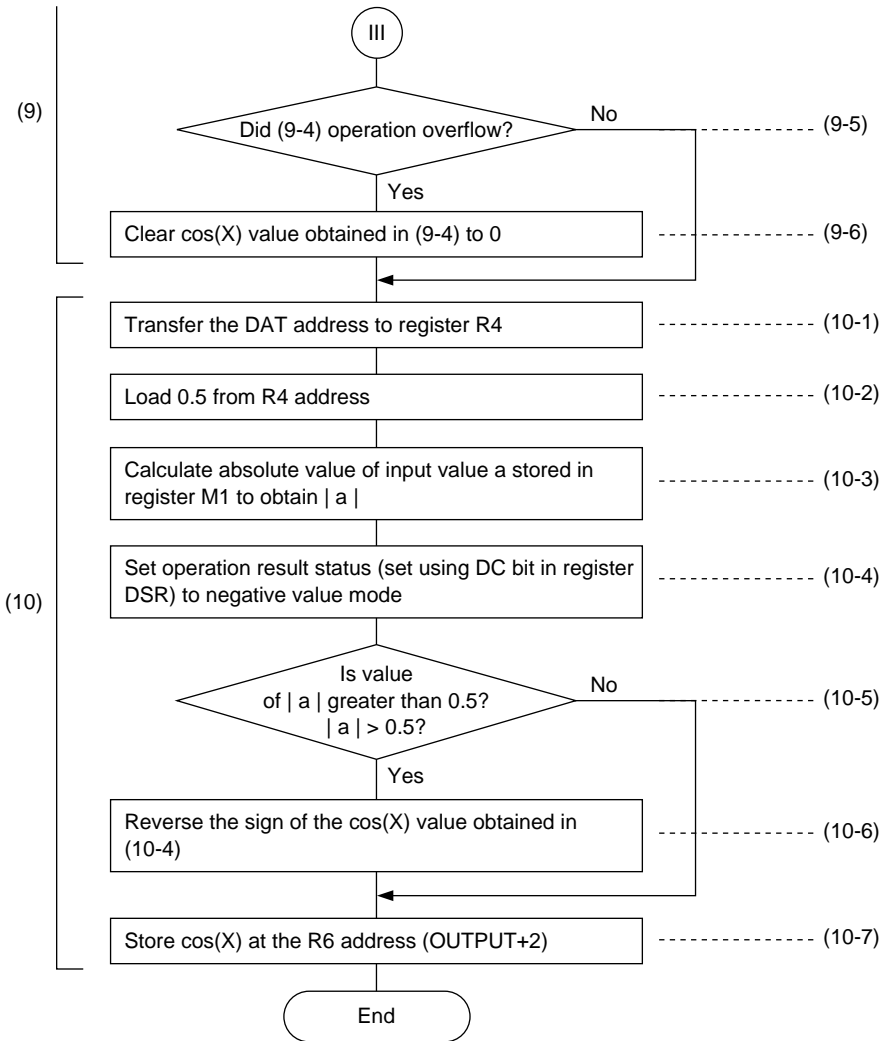 III
(9)
Did (9-4) operation overflow?
No
(9-5)
Yes
Clear cos(X) value obtained in (9-4) to 0
(9-6)
Transfer the DAT address to register R4
(10-1)
Load 0.5 from R4 address
(10-2)
Calculate absolute value of input value a stored in
register M1 to obtain | a |
(10-3)
Set operation result status (set using DC bit in register
DSR) to negative value mode
(10-4)
(10)
Is value
of | a | greater than 0.5?
| a | > 0.5?
No
(10-5)
Yes
Reverse the sign of the cos(X) value obtained in
(10-4)
(10-6)
Store cos(X) at the R6 address (OUTPUT+2)
(10-7)
End